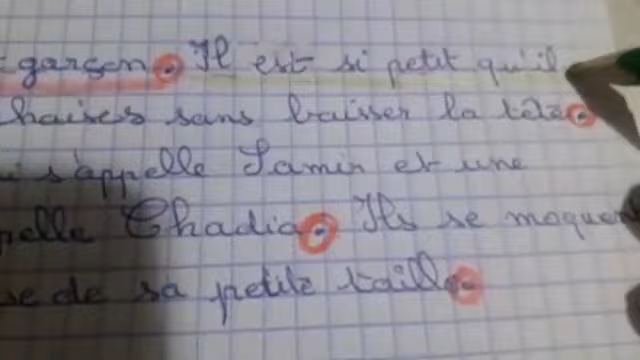 garçon. Il est si petit qu'il
haises sans baisser la tête.
i s'appelle Samir et une
pelle Chadia. Ils se moquen
se de sa petite taille.